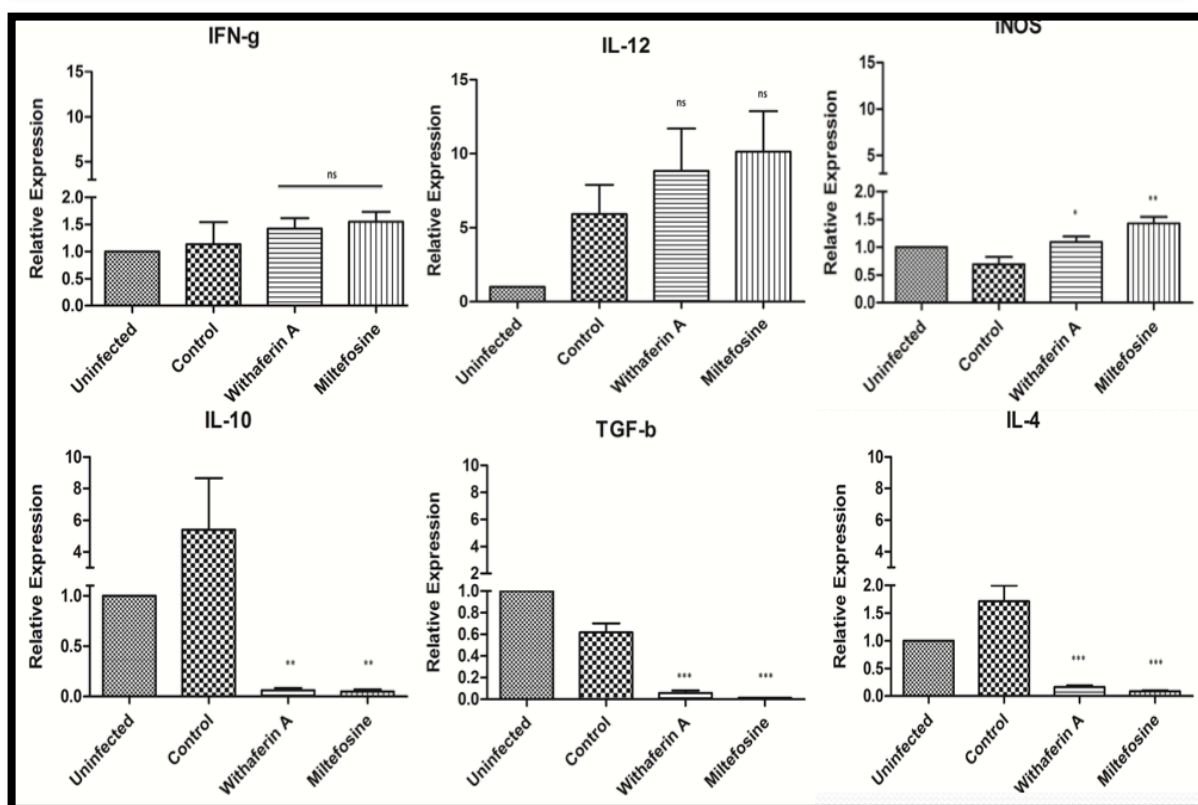 IFN-g
Relative Expression
15
10
5
2.0
1.5
1.0
0.5
0.0
ns
Uninfected
Control
Withaferin A
Miltefosine
IL-12
Relative Expression
15
10
5
0
ns
ns
Uninfected
Control
Withaferin A
Miltefosine
iNOS
Relative Expression
15
10
5
2.0
1.5
1.0
0.5
0.0
*
**
Uninfected
Control
Withaferin A
Miltefosine
IL-10
Relative Expression
10
8
6
4
2
1.0
0.5
0.0
**
**
Uninfected
Control
Withaferin A
Miltefosine
TGF-b
Relative Expression
10
8
6
4
2
1.0
0.8
0.6
0.4
0.2
0.0
***
***
Uninfected
Control
Withaferin A
Miltefosine
IL-4
Relative Expression
10
8
6
4
2.0
1.5
1.0
0.5
0.0
***
***
Uninfected
Control
Withaferin A
Miltefosine